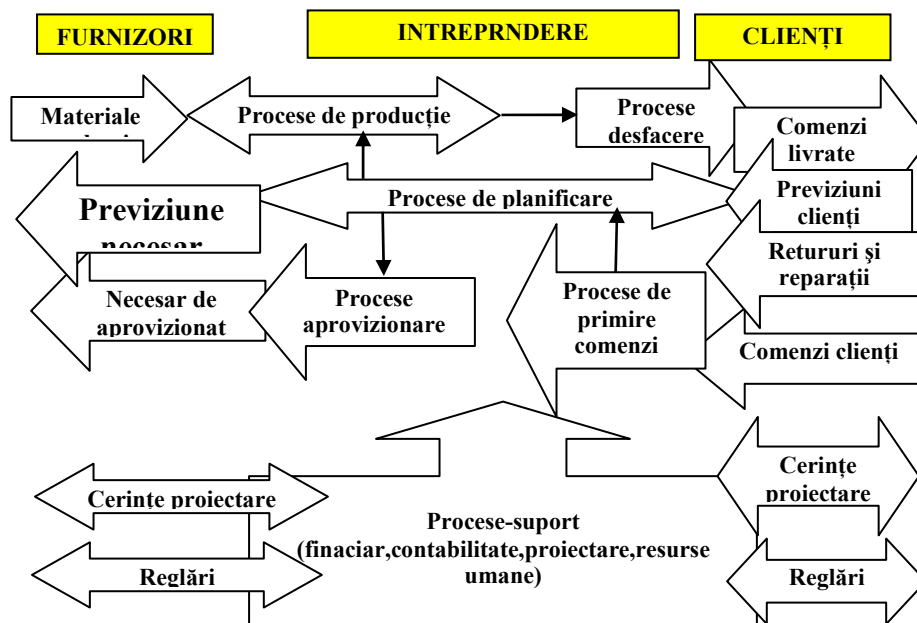 FURNIZORI
INTREPRNDERE
CLIENȚI
Materiale
Procese de producție
Procese
desfacere
Comenzi
livrate
Previziune
Procese de planificare
Previziuni
clienți
Retururi și
reparații
Necesar de
aprovizionat
Procese
aprovizionare
Procese de
primire
comenzi
Comenzi clienți
Cerințe proiectare
Cerințe
proiectare
Procese-suport
(finaciar,contabilitate,proiectare,resurse
umane)
Reglări
Reglări